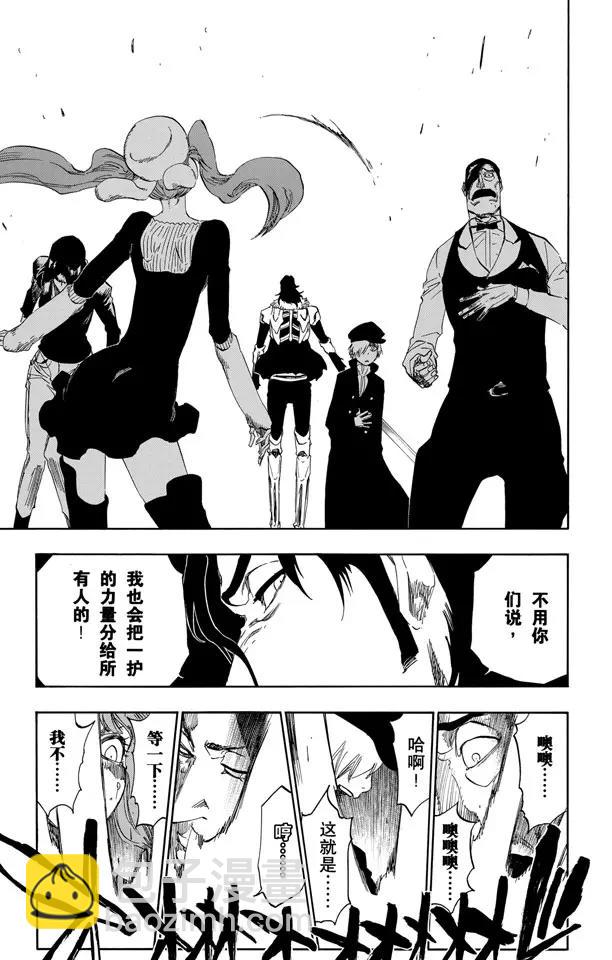 不用你
们说，
我也会把一护
的力量分给所
有人的！
噢噢……
噢噢噢……
哈啊！
这就是…
哼……
等一下
……
我不……
包子漫畫
baozimh.com